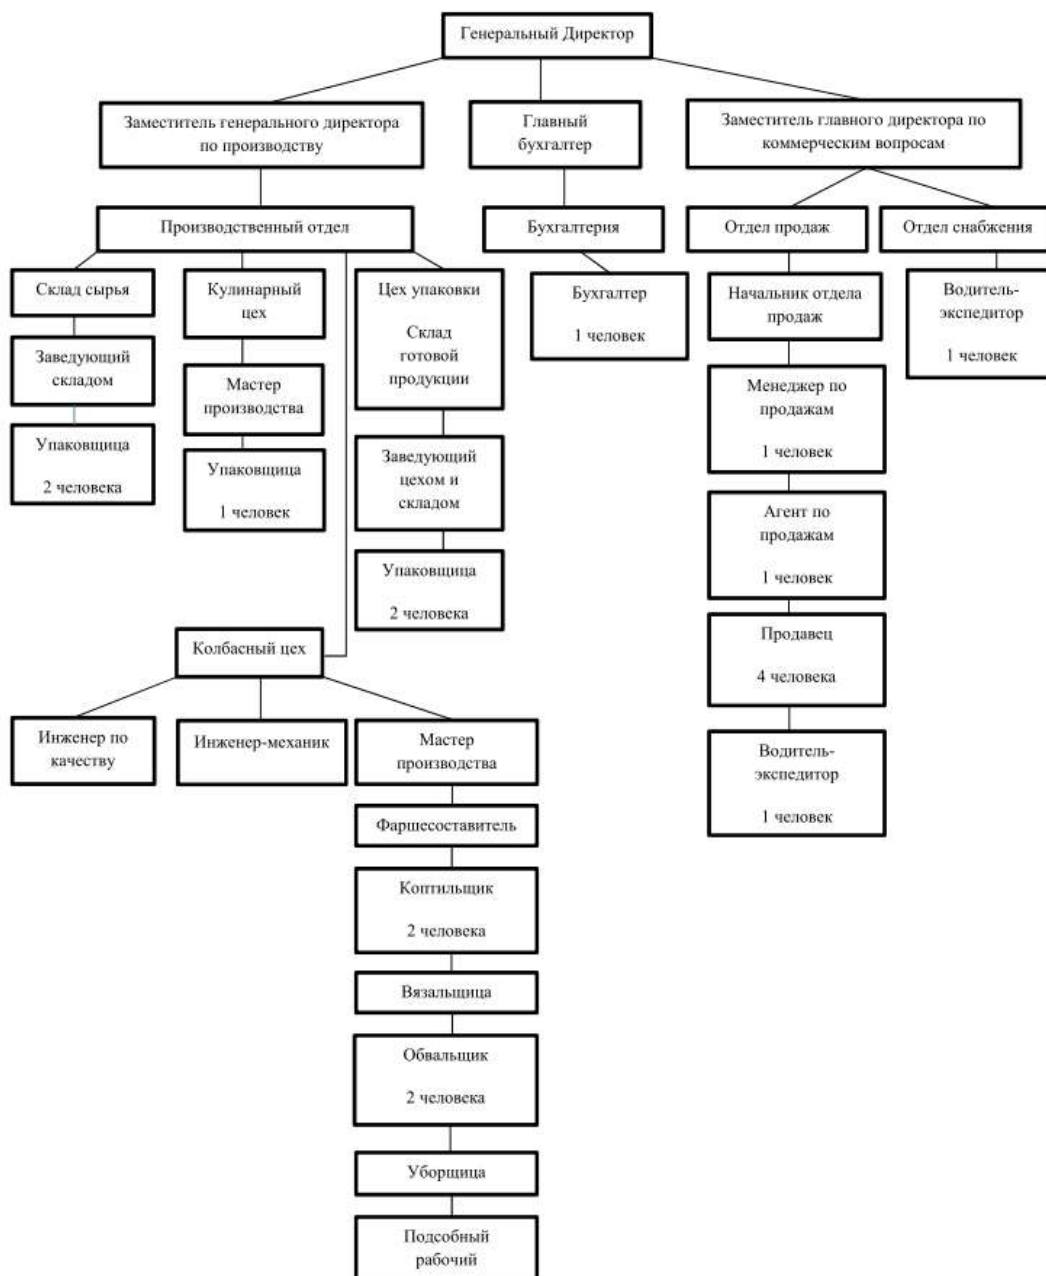 Генеральный Директор
Заместитель генерального директора
по производству
Главный
бухгалтер
Заместитель главного директора по
коммерческим вопросам
Производственный отдел
Бухгалтерия
Отдел продаж
Отдел снабжения
Склад сырья
Кулинарный
цех
Цех упаковки
Склад
готовой
продукции
Бухгалтер
1 человек
Начальник отдела
продаж
Водитель-
экспедитор
1 человек
Заведующий
складом
Мастер
производства
Менеджер по
продажам
1 человек
Упаковщица
2 человека
Упаковщица
1 человек
Заведующий
цехом и
складом
Агент по
продажам
1 человек
Упаковщица
2 человека
Продавец
4 человека
Колбасный цех
Инженер по
качеству
Инженер-механик
Мастер
производства
Водитель-
экспедитор
1 человек
Фаршесоставитель
Коптильщик
2 человека
Вязальщица
Обвальщик
2 человека
Уборщица
Подсобный
рабочий